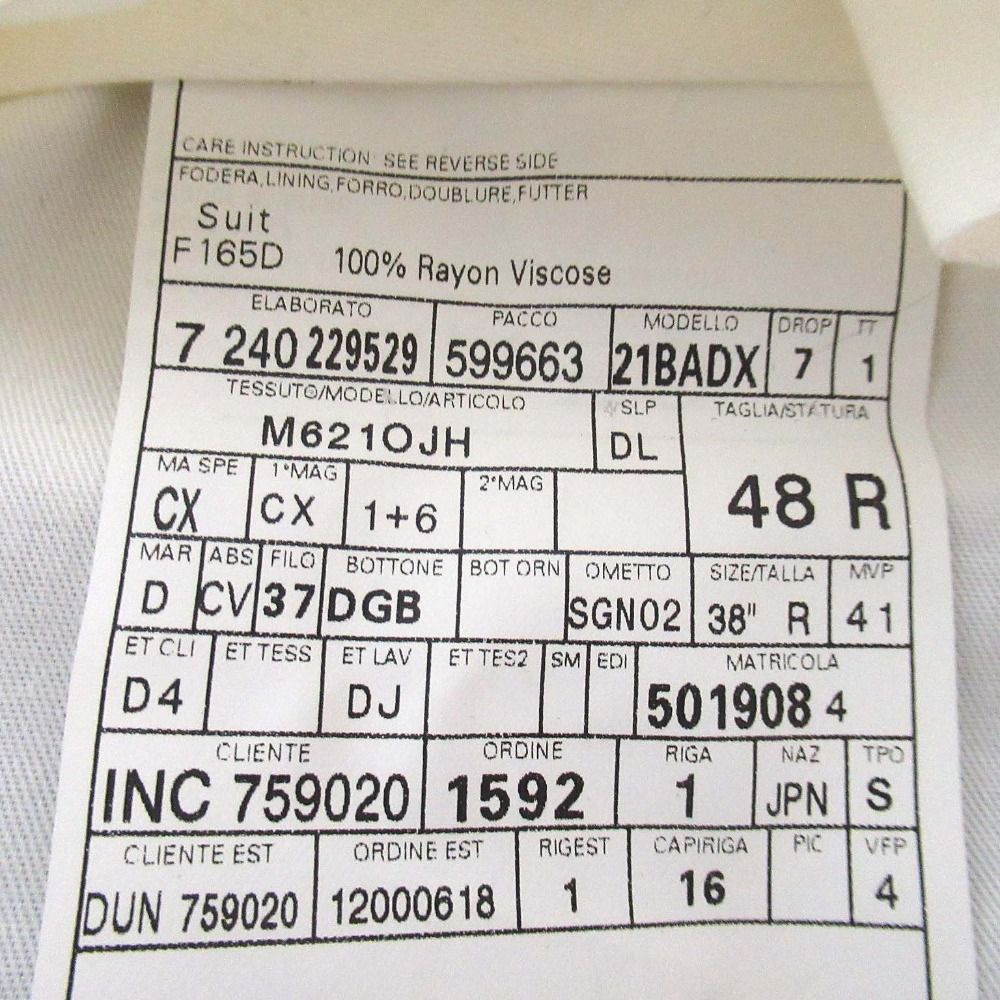 CARE INSTRUCTION SEE REVERSE SIDE
FODERA,LINING,FORRO,DOUBLURE,FUTTER
Suit
F165D 100% Rayon Viscose
ELABORATO PACCO MODELLO DROP TT
7 240 229529 599663 21BADX 7 1
TESSUTO/MODELLO/ARTICOLO SLP TAGLIA/STATURA
M621OJH DL 48 R
MA SPE 1°MAG 2°MAG
CX CX 1+6
MAR ABS FILO BOTTONE BOT ORN OMETTO SIZE/TALLA MVP
D CV 37 DGB SGN02 38" R 41
ET CLI ET TESS ET LAV ET TES2 SM EDI MATRICOLA
D4 DJ 501908 4
CLIENTE ORDINE RIGA NAZ TPO
INC 759020 1592 1 JPN S
CLIENTE EST ORDINE EST RIGEST CAPIRIGA PIC VFP
DUN 759020 12000618 1 16 4